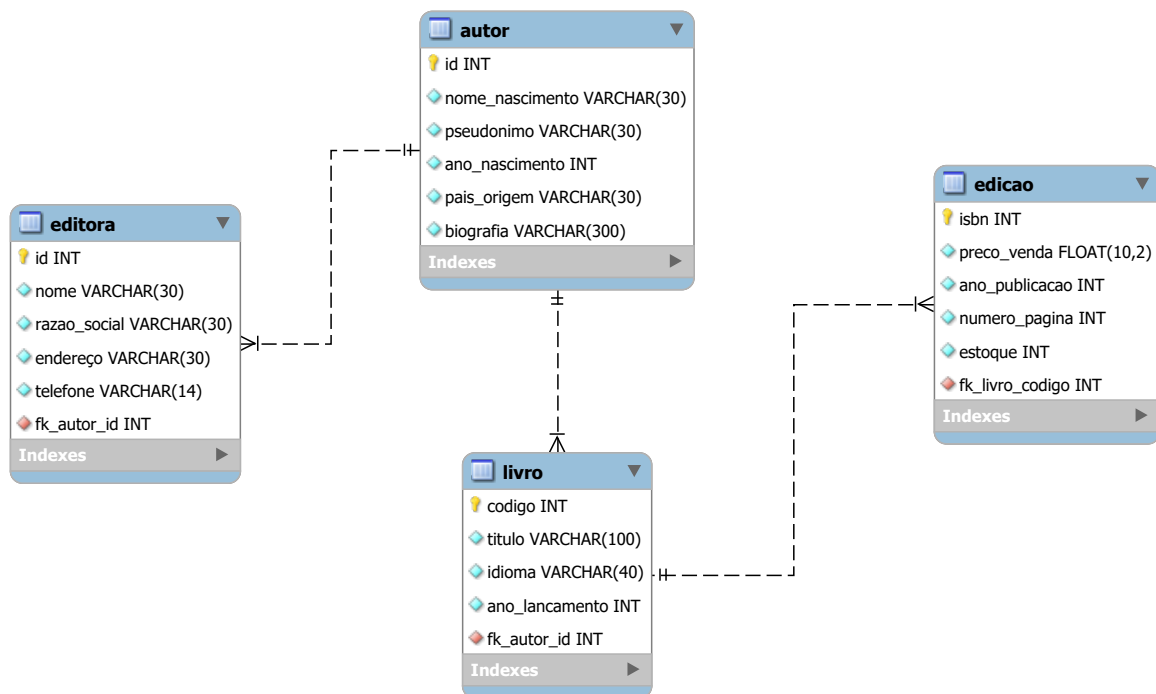 autor
id INT
nome_nascimento VARCHAR(30)
pseudonimo VARCHAR(30)
ano_nascimento INT
pais_origem VARCHAR(30)
biografia VARCHAR(300)
Indexes
editora
id INT
nome VARCHAR(30)
razao_social VARCHAR(30)
endereço VARCHAR(30)
telefone VARCHAR(14)
fk_autor_id INT
Indexes
edicao
isbn INT
preco_venda FLOAT(10,2)
ano_publicacao INT
numero_pagina INT
estoque INT
fk_livro_codigo INT
Indexes
livro
codigo INT
titulo VARCHAR(100)
idioma VARCHAR(40)
ano_lancamento INT
fk_autor_id INT
Indexes